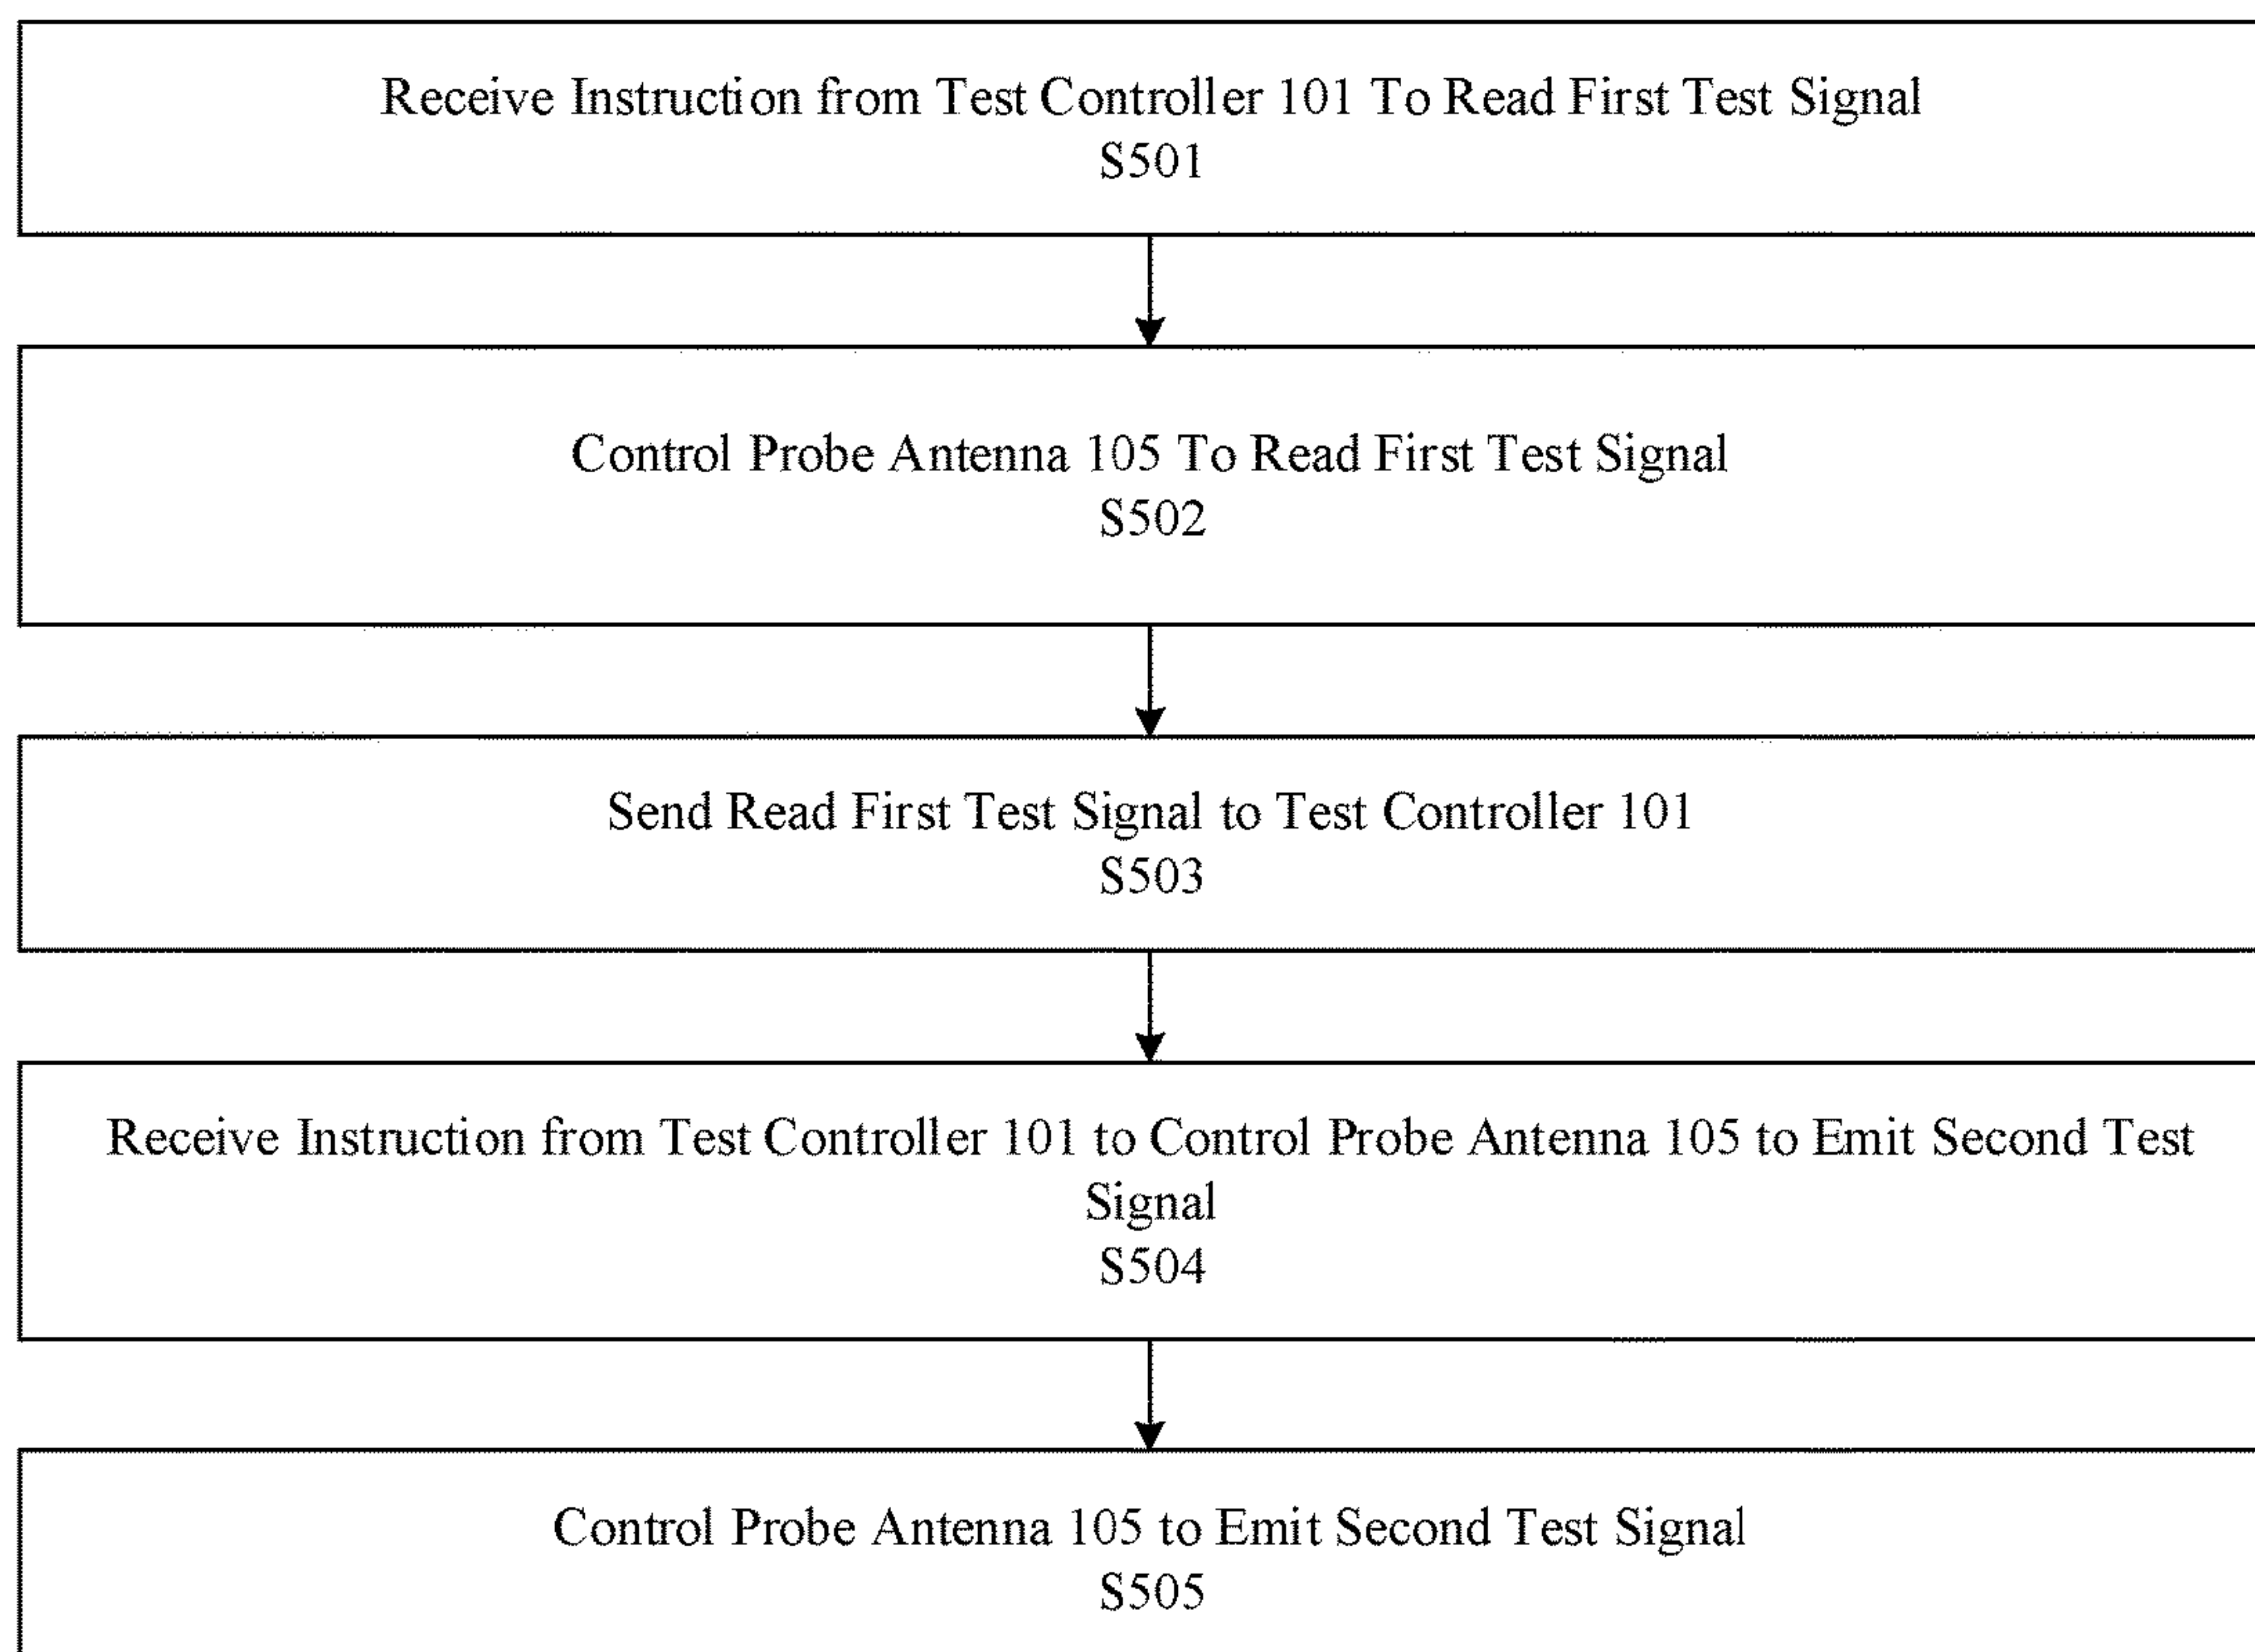 Receive Instruction from Test Controller 101 To Read First Test Signal
S501
Control Probe Antenna 105 To Read First Test Signal
S502
Send Read First Test Signal to Test Controller 101
S503
Receive Instruction from Test Controller 101 to Control Probe Antenna 105 to Emit Second Test
Signal
S504
Control Probe Antenna 105 to Emit Second Test Signal
S505